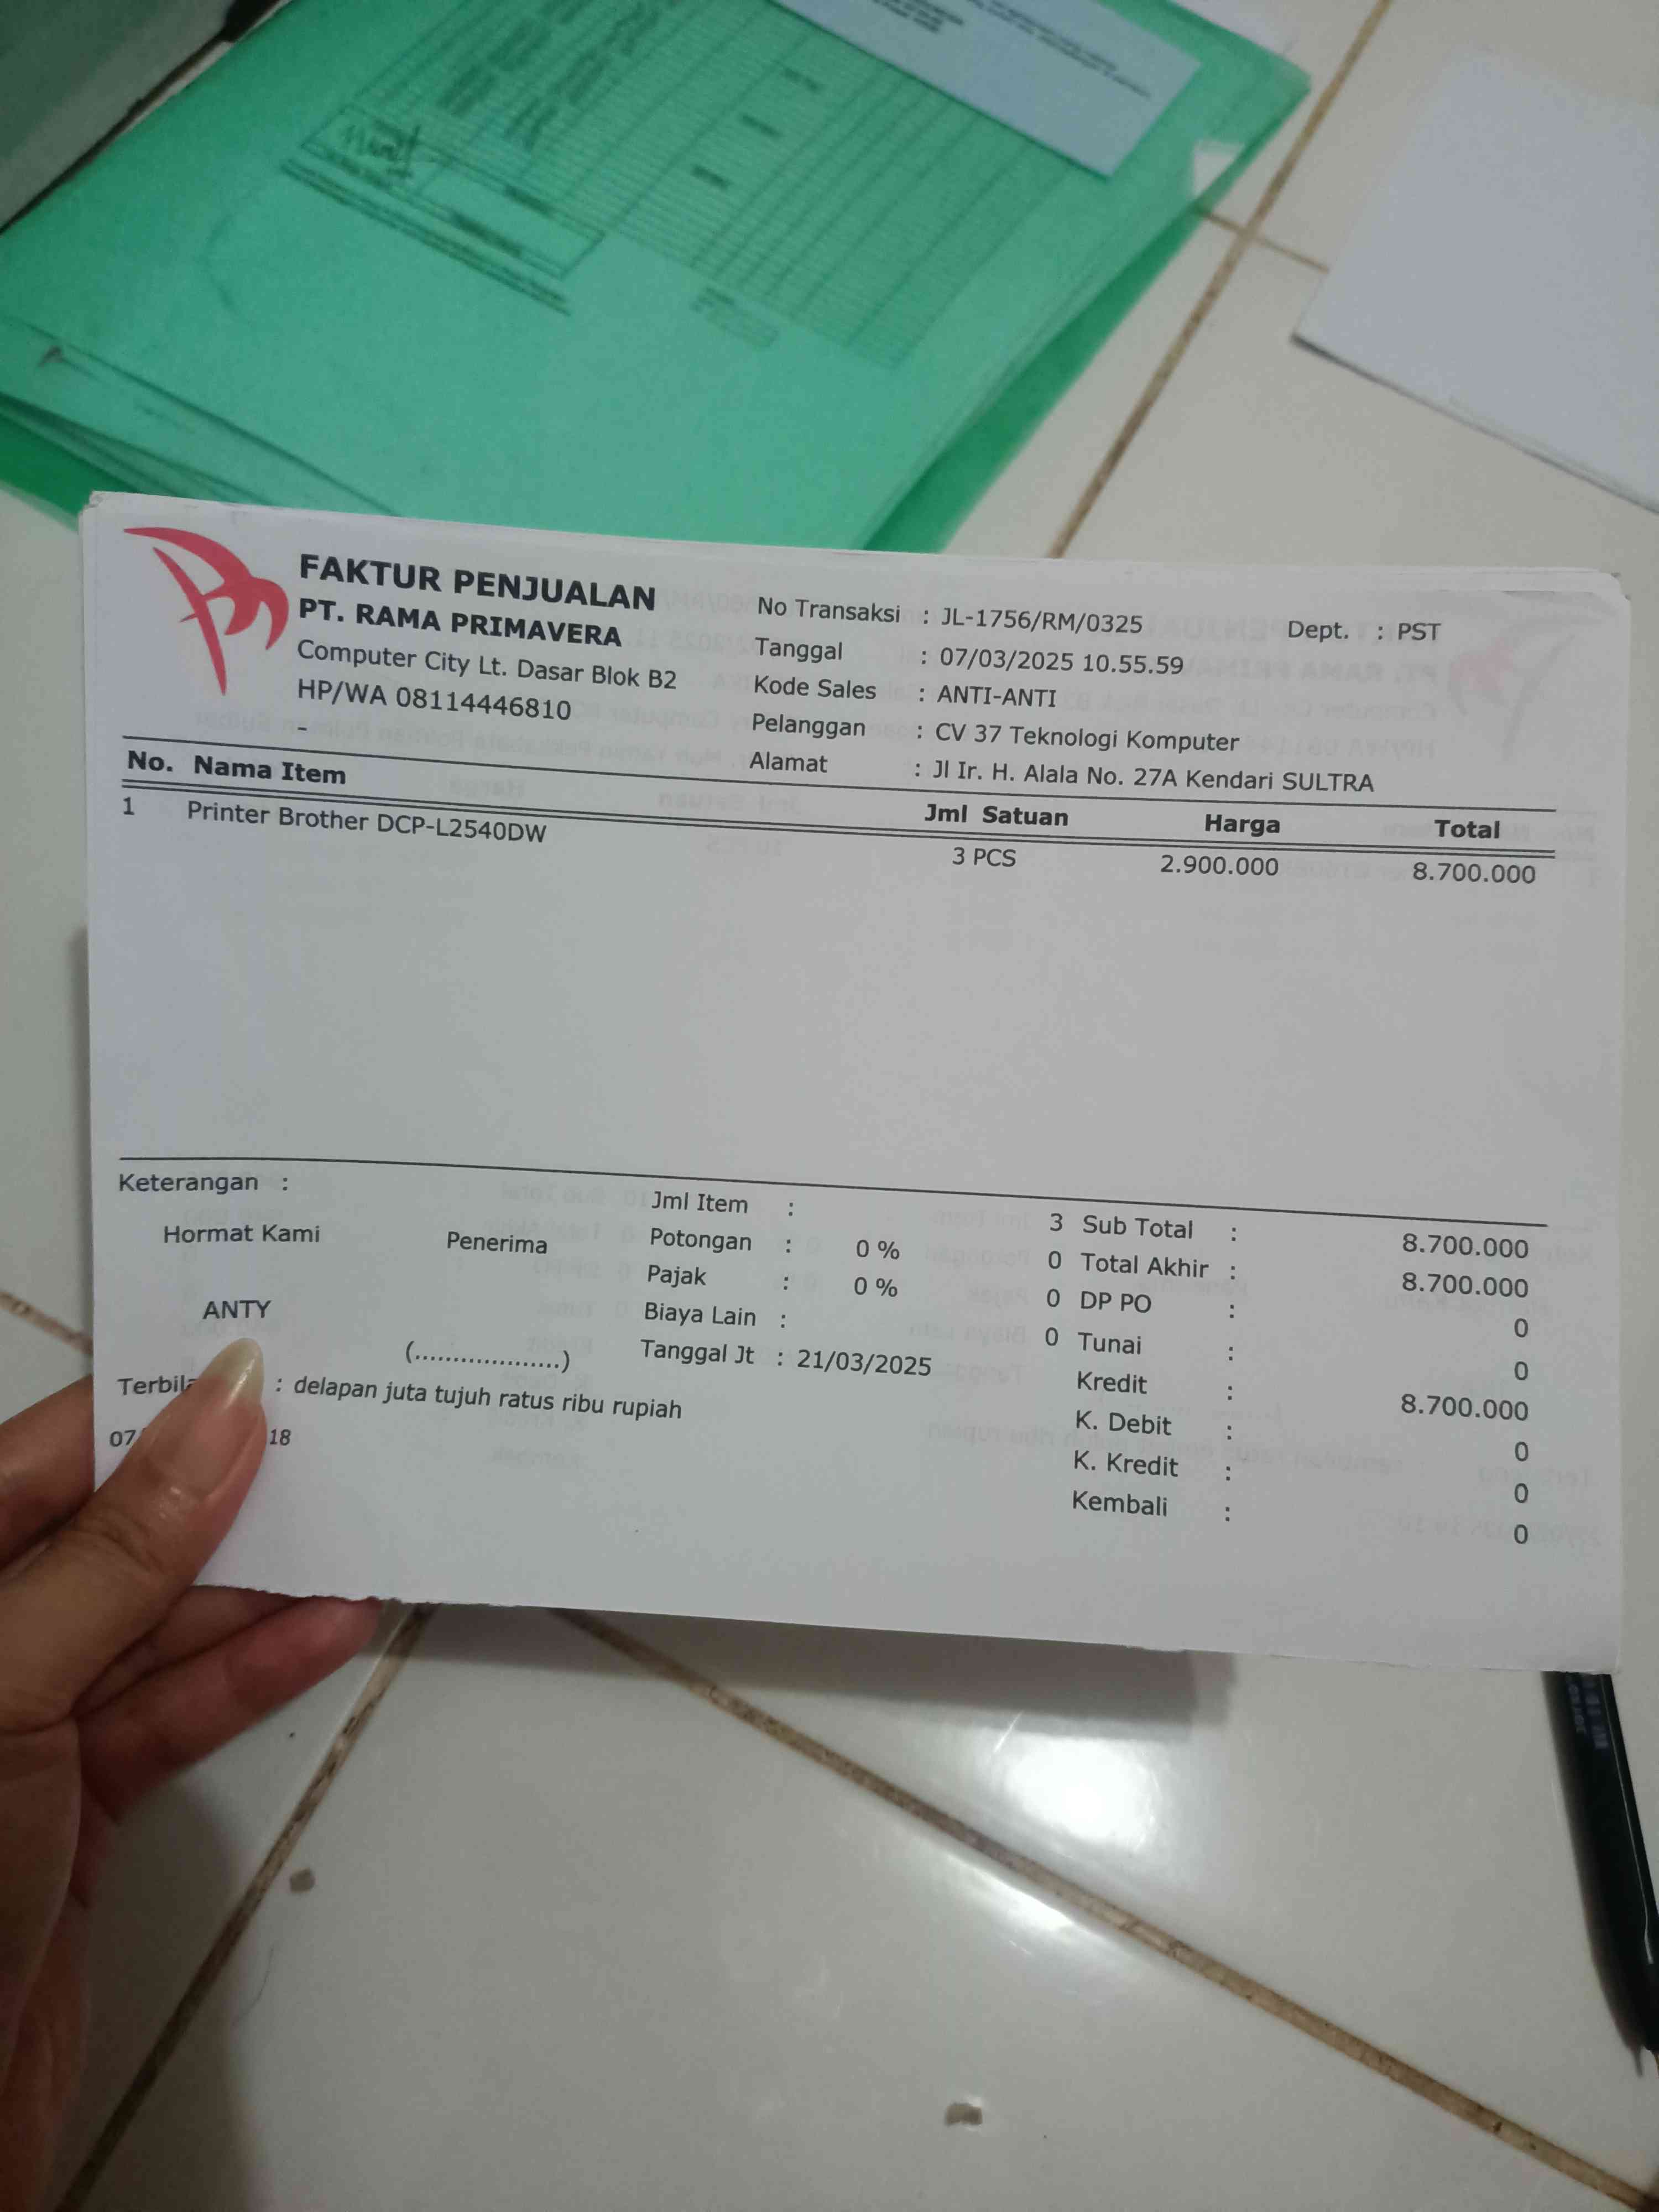 FAKTUR PENJUALAN
PT. RAMA PRIMAVERA
Computer City Lt. Dasar Blok B2
HP/WA 08114446810
-
No Transaksi : JL-1756/RM/0325 Dept. : PST
Tanggal : 07/03/2025 10.55.59
Kode Sales : ANTI-ANTI
Pelanggan : CV 37 Teknologi Komputer
Alamat : Jl Ir. H. Alala No. 27A Kendari SULTRA
No. Nama Item Jml Satuan Harga Total
1 Printer Brother DCP-L2540DW 3 PCS 2.900.000 8.700.000
Keterangan :
Hormat Kami Penerima
ANTY
(...................)
Jml Item : 3
Potongan : 0 % 0
Pajak : 0 % 0
Biaya Lain : 0
Tanggal Jt : 21/03/2025
Sub Total : 8.700.000
Total Akhir : 8.700.000
DP PO : 0
Tunai : 0
Kredit : 8.700.000
K. Debit : 0
K. Kredit : 0
Kembali : 0
: delapan juta tujuh ratus ribu rupiah
07 18